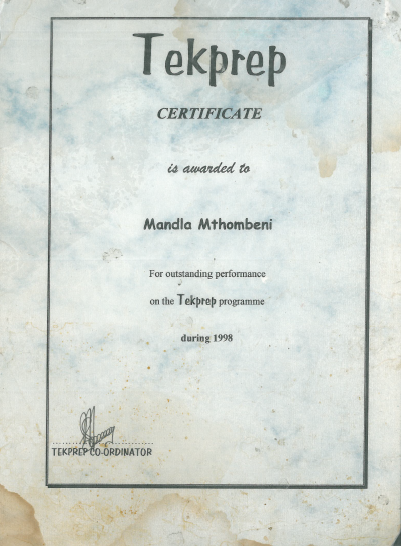 Tekprep
CERTIFICATE
is awarded to
Mandla Mthombeni
For outstanding performance
on the Tekprep programme
during 1998
TEKPREP CO-ORDINATOR